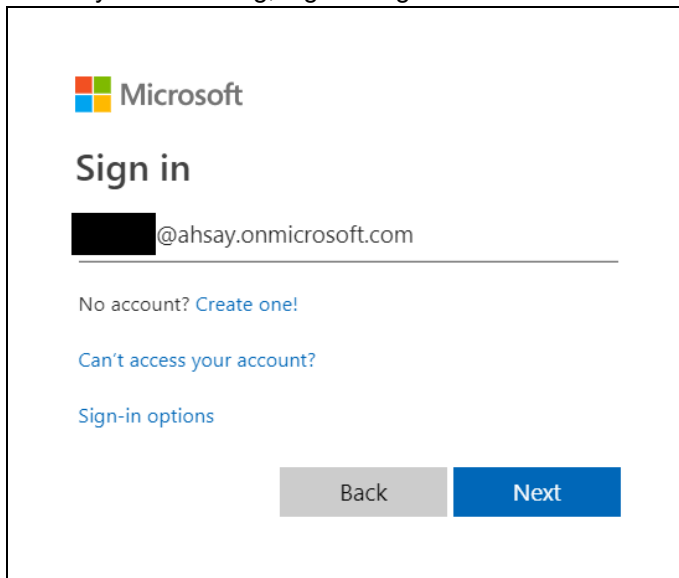 Microsoft
Sign in
@ahsay.onmicrosoft.com
No account? Create one!
Can't access your account?
Sign-in options
Back Next